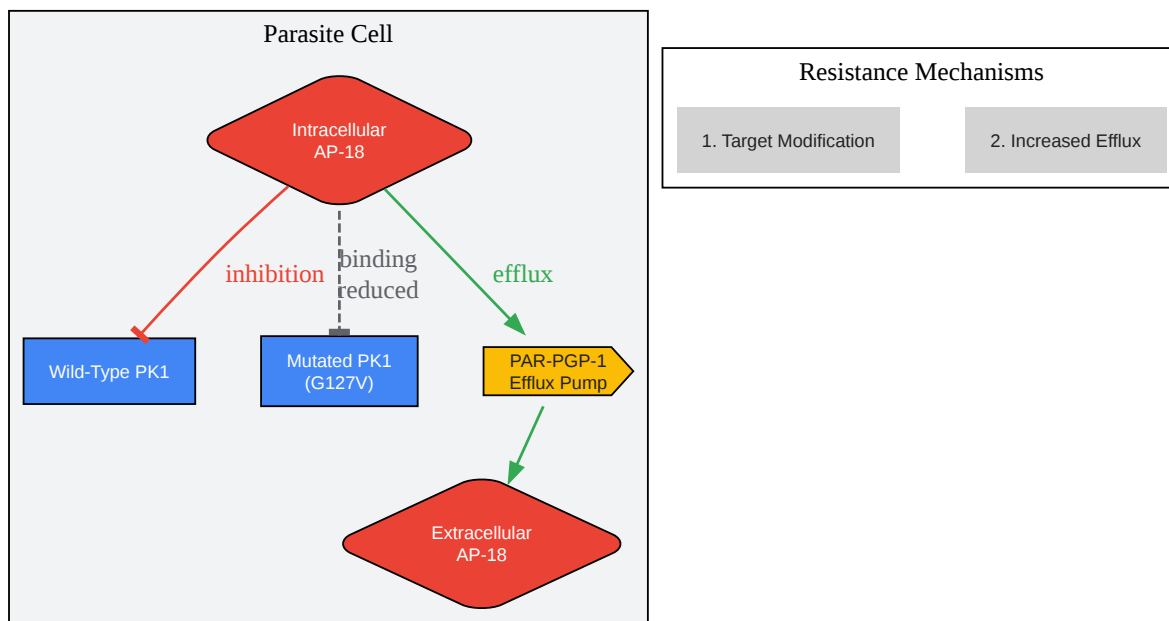 Parasite Cell
Intracellular
AP-18
inhibition
binding
reduced
efflux
Wild-Type PK1
Mutated PK1
(G127V)
PAR-PGP-1
Efflux Pump
Extracellular
AP-18
Resistance Mechanisms
1. Target Modification
2. Increased Efflux